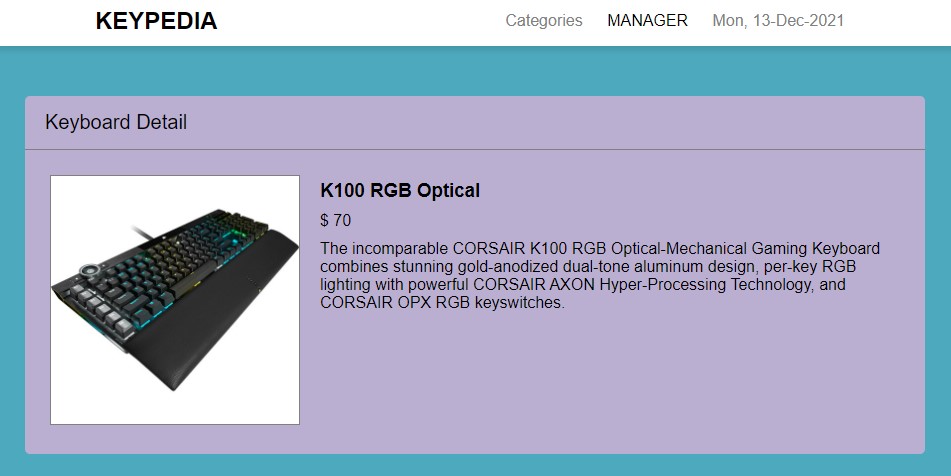 KEYPEDIA
Categories MANAGER Mon, 13-Dec-2021
Keyboard Detail
K100 RGB Optical
$ 70
The incomparable CORSAIR K100 RGB Optical-Mechanical Gaming Keyboard
combines stunning gold-anodized dual-tone aluminum design, per-key RGB
lighting with powerful CORSAIR AXON Hyper-Processing Technology, and
CORSAIR OPX RGB keyswitches.